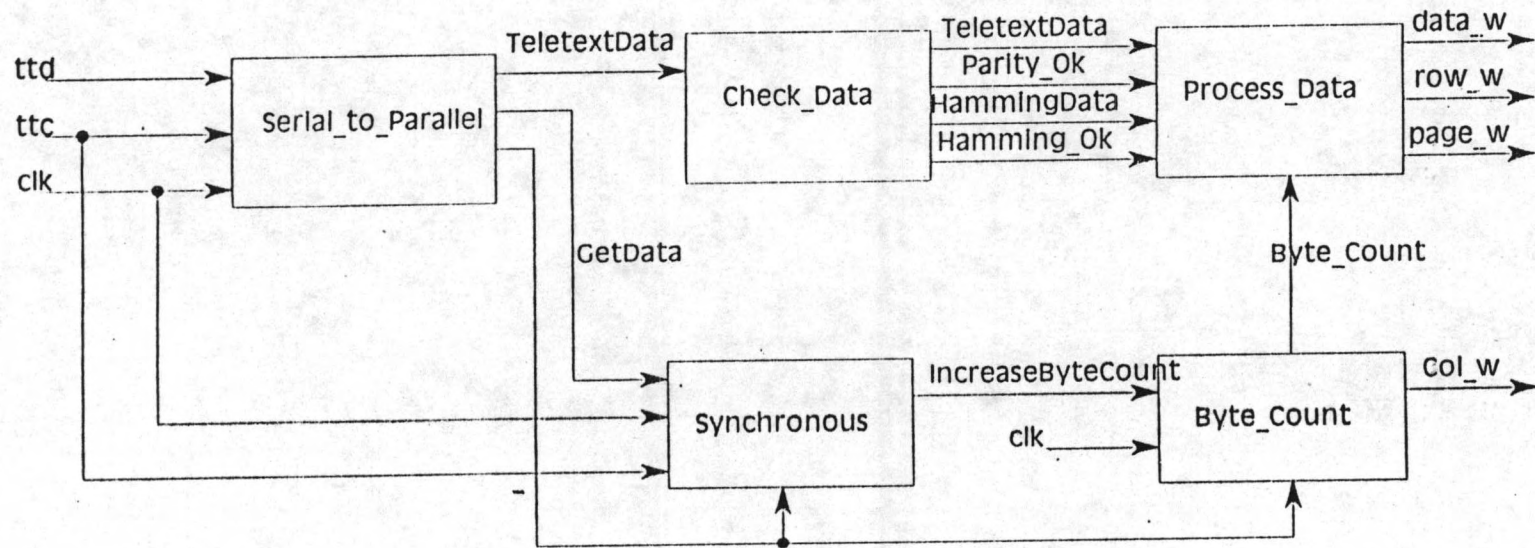 ttd
ttc
clk
Serial_to_Parallel
TeletextData
GetData
Check_Data
TeletextData
Parity_Ok
HammingData
Hamming_Ok
Process_Data
data_w
row_w
page_w
Byte_Count
Synchronous
IncreaseByteCount
clk
Byte_Count
Col_w